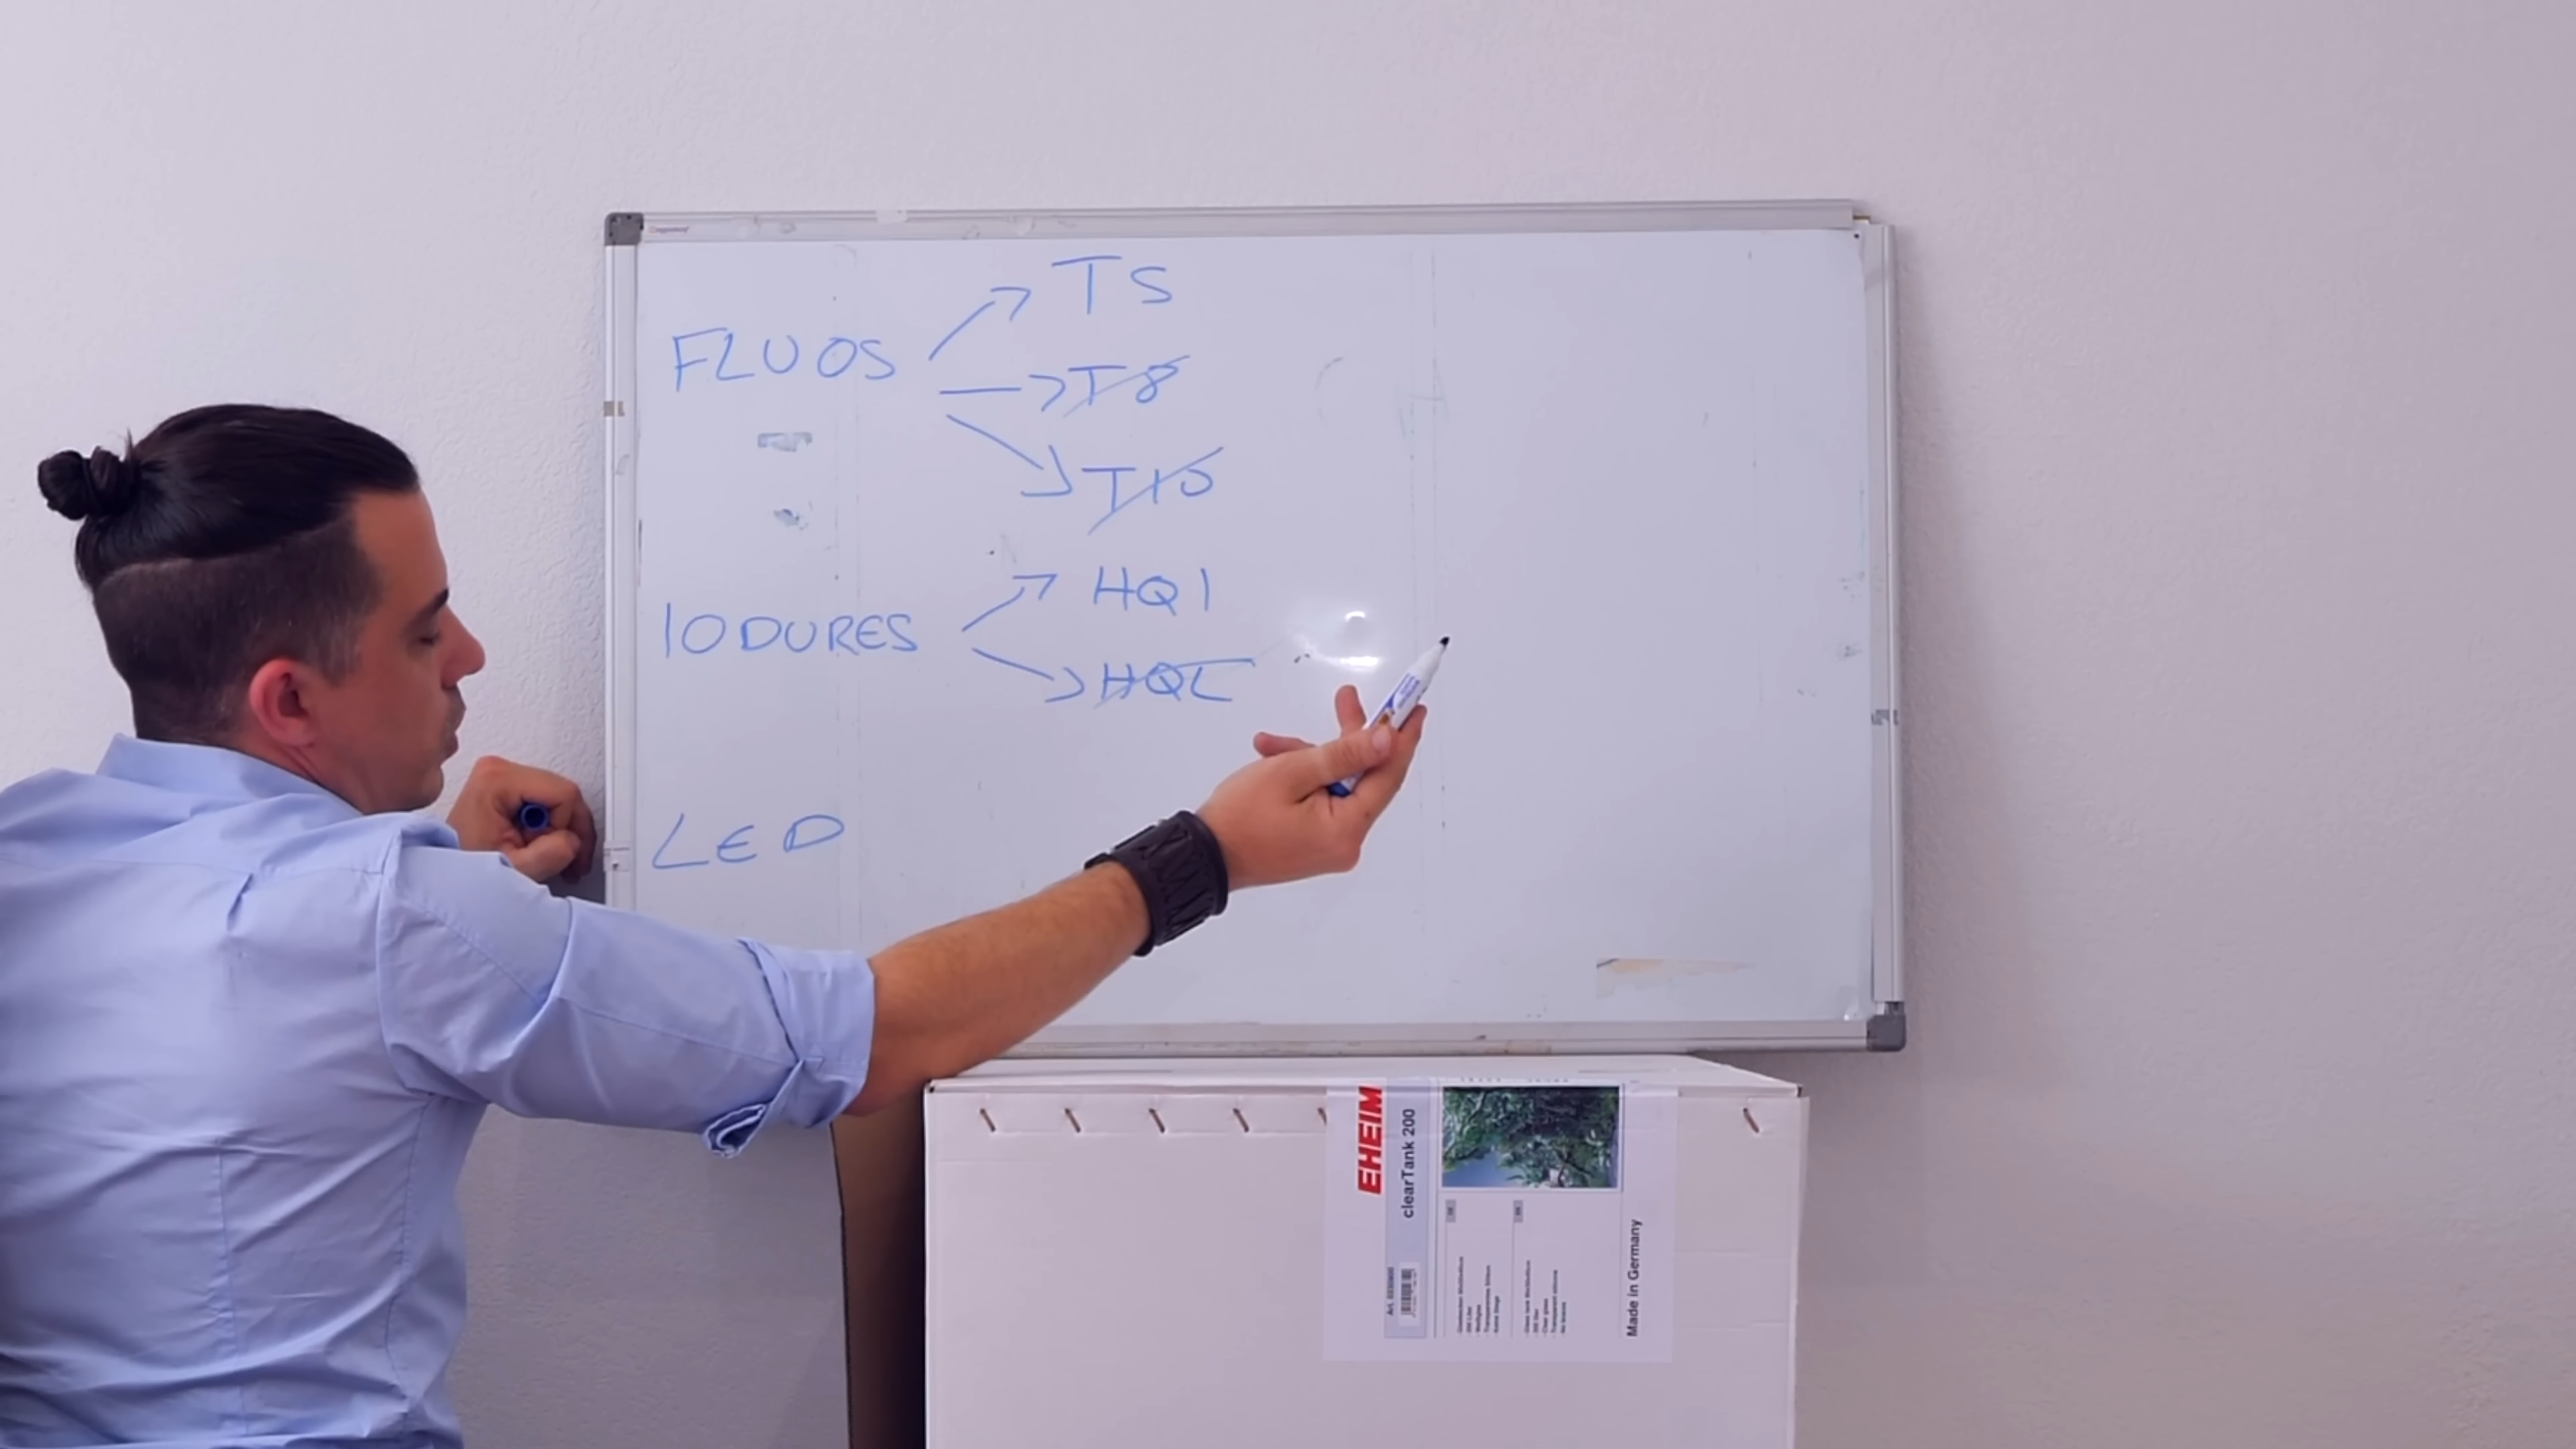 T5
FLUOS
T8
T10
HQI
IODURES
HQL
LED
EHEIM
clearTank 200
Made in Germany